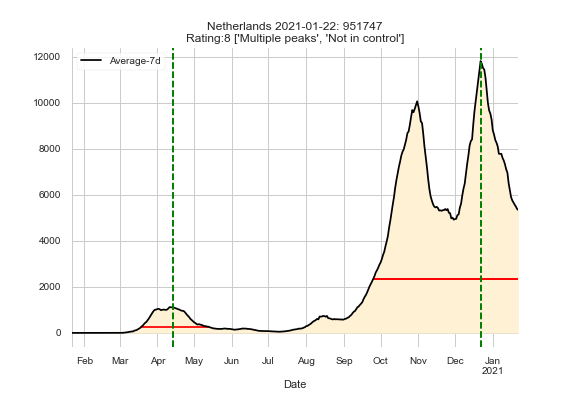 Netherlands 2021-01-22: 951747
Rating:8 ['Multiple peaks', 'Not in control']
Average-7d
12000
10000
8000
6000
4000
2000
0
Feb Mar Apr May Jun Jul Aug Sep Oct Nov Dec Jan
2021
Date